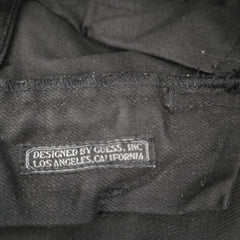 DESIGNED BY GUESS, INC
LOS ANGELES, CALIFORNIA